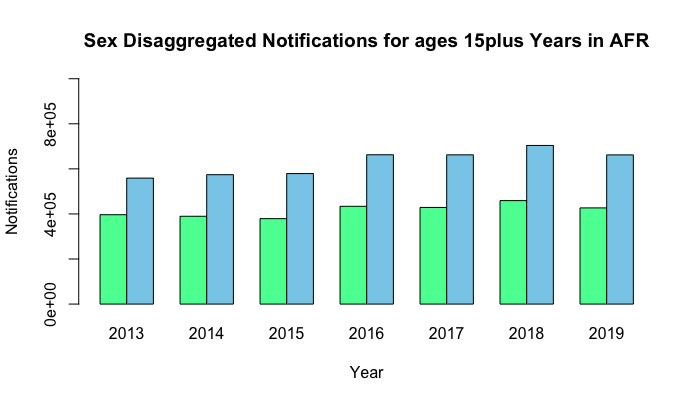 Sex Disaggregated Notifications for ages 15plus Years in AFR
Notifications
8e+05
4e+05
0e+00
2013 2014 2015 2016 2017 2018 2019
Year